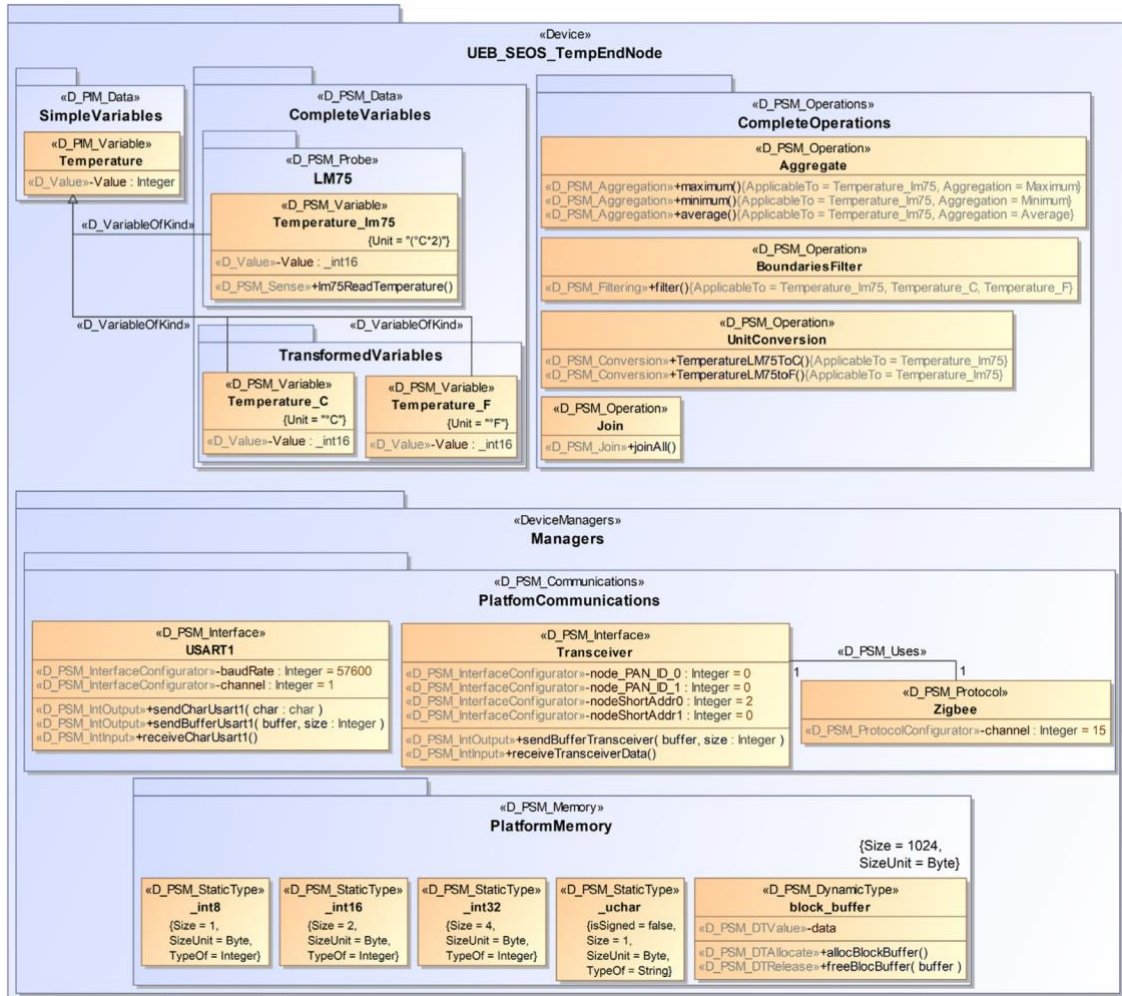 «Device»
UEB_SEOS_TempEndNode
«D_PIM_Data»
SimpleVariables
«D_PIM_Variable»
Temperature
«D_Value»-Value : Integer
«D_VariableOfKind»
«D_PSM_Data»
CompleteVariables
«D_PSM_Probe»
LM75
«D_PSM_Variable»
Temperature_lm75
{Unit = "(°C*2)"}
«D_Value»-Value : _int16
«D_PSM_Sense»+lm75ReadTemperature()
«D_VariableOfKind»
«D_VariableOfKind»
TransformedVariables
«D_PSM_Variable»
Temperature_C
{Unit = "°C"}
«D_Value»-Value : _int16
«D_PSM_Variable»
Temperature_F
{Unit = "°F"}
«D_Value»-Value : _int16
«D_PSM_Operations»
CompleteOperations
«D_PSM_Operation»
Aggregate
«D_PSM_Aggregation»+maximum(){ApplicableTo = Temperature_lm75, Aggregation = Maximum}
«D_PSM_Aggregation»+minimum(){ApplicableTo = Temperature_lm75, Aggregation = Minimum}
«D_PSM_Aggregation»+average(){ApplicableTo = Temperature_lm75, Aggregation = Average}
«D_PSM_Operation»
BoundariesFilter
«D_PSM_Filtering»+filter(){ApplicableTo = Temperature_lm75, Temperature_C, Temperature_F}
«D_PSM_Operation»
UnitConversion
«D_PSM_Conversion»+TemperatureLM75ToC(){ApplicableTo = Temperature_lm75}
«D_PSM_Conversion»+TemperatureLM75toF(){ApplicableTo = Temperature_lm75}
«D_PSM_Operation»
Join
«D_PSM_Join»+joinAll()
«DeviceManagers»
Managers
«D_PSM_Communications»
PlatfomCommunications
«D_PSM_Interface»
USART1
«D_PSM_InterfaceConfigurator»-baudRate : Integer = 57600
«D_PSM_InterfaceConfigurator»-channel : Integer = 1
«D_PSM_IntOutput»+sendCharUsart1( char : char )
«D_PSM_IntOutput»+sendBufferUsart1( buffer, size : Integer )
«D_PSM_IntInput»+receiveCharUsart1()
«D_PSM_Interface»
Transceiver
«D_PSM_InterfaceConfigurator»-node_PAN_ID_0 : Integer = 0
«D_PSM_InterfaceConfigurator»-node_PAN_ID_1 : Integer = 0
«D_PSM_InterfaceConfigurator»-nodeShortAddr0 : Integer = 2
«D_PSM_InterfaceConfigurator»-nodeShortAddr1 : Integer = 0
«D_PSM_IntOutput»+sendBufferTransceiver( buffer, size : Integer )
«D_PSM_IntInput»+receiveTransceiverData()
«D_PSM_Uses»
1
1
«D_PSM_Protocol»
Zigbee
«D_PSM_ProtocolConfigurator»-channel : Integer = 15
«D_PSM_Memory»
PlatformMemory
{Size = 1024,
SizeUnit = Byte}
«D_PSM_StaticType»
_int8
{Size = 1,
SizeUnit = Byte,
TypeOf = Integer}
«D_PSM_StaticType»
_int16
{Size = 2,
SizeUnit = Byte,
TypeOf = Integer}
«D_PSM_StaticType»
_int32
{Size = 4,
SizeUnit = Byte,
TypeOf = Integer}
«D_PSM_StaticType»
_uchar
{isSigned = false,
Size = 1,
SizeUnit = Byte,
TypeOf = String}
«D_PSM_DynamicType»
block_buffer
«D_PSM_DTValue»-data
«D_PSM_DTAllocate»+allocBlockBuffer()
«D_PSM_DTRelease»+freeBlocBuffer( buffer )